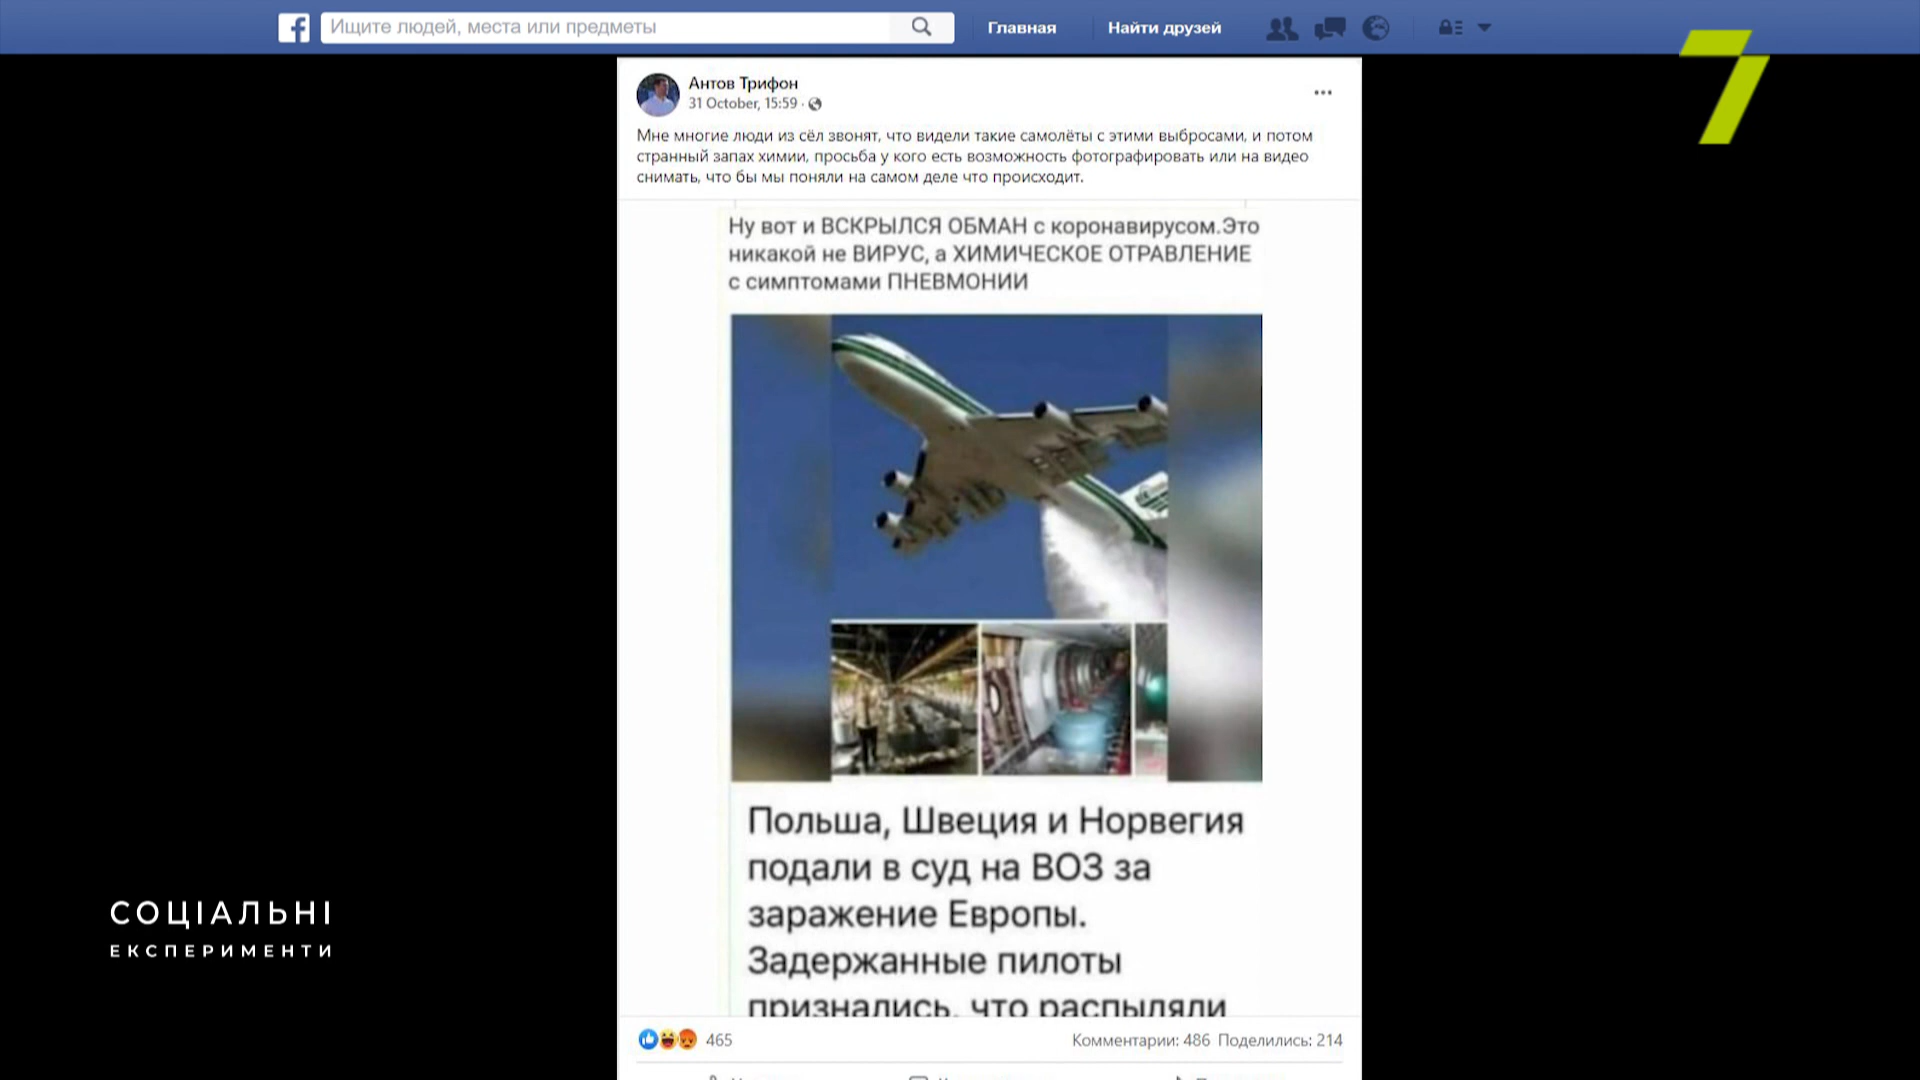 Ищите людей, места или предметы
Главная
Найти друзей
7
Антов Трифон
31 October, 15:59 ·
Мне многие люди из сёл звонят, что видели такие самолёты с этими выбросами, и потом
странный запах химии, просьба у кого есть возможность фотографировать или на видео
снимать, что бы мы поняли на самом деле что происходит.
Ну вот и ВСКРЫЛСЯ ОБМАН с коронавирусом.Это
никакой не ВИРУС, а ХИМИЧЕСКОЕ ОТРАВЛЕНИЕ
с симптомами ПНЕВМОНИИ
Польша, Швеция и Норвегия
подали в суд на ВОЗ за
заражение Европы.
Задержанные пилоты
признались, что распыляли
465
Комментарии: 486 Поделились: 214
СОЦІАЛЬНІ
ЕКСПЕРИМЕНТИ